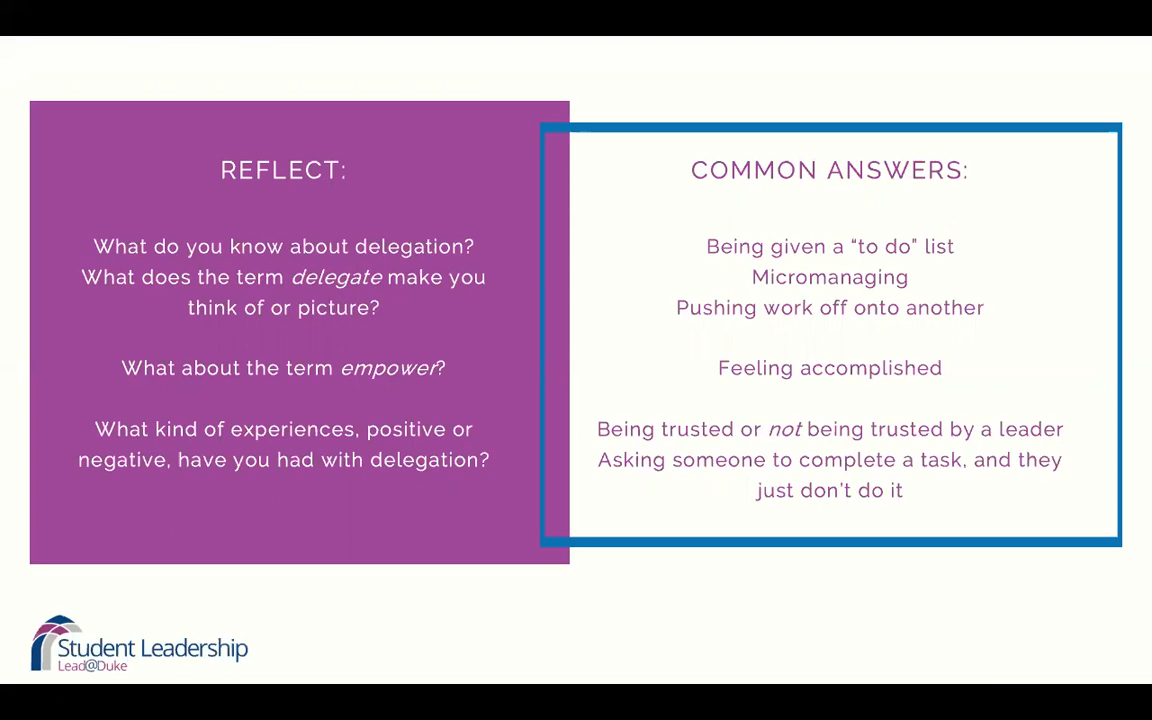 REFLECT:
What do you know about delegation?
What does the term delegate make you
think of or picture?
What about the term empower?
What kind of experiences, positive or
negative, have you had with delegation?
COMMON ANSWERS:
Being given a “to do” list
Micromanaging
Pushing work off onto another
Feeling accomplished
Being trusted or not being trusted by a leader
Asking someone to complete a task, and they
just don't do it
Student Leadership
Lead@Duke